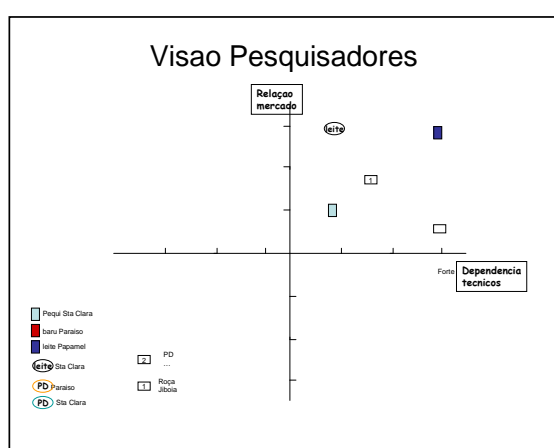 Visao Pesquisadores
Relaçao
mercado
leite
1
Forte
Dependencia
tecnicos
Pequi Sta Clara
baru Paraiso
leite Papamel
leite Sta Clara
PD Paraiso
PD Sta Clara
2 PD
...
1 Roça
Jiboia